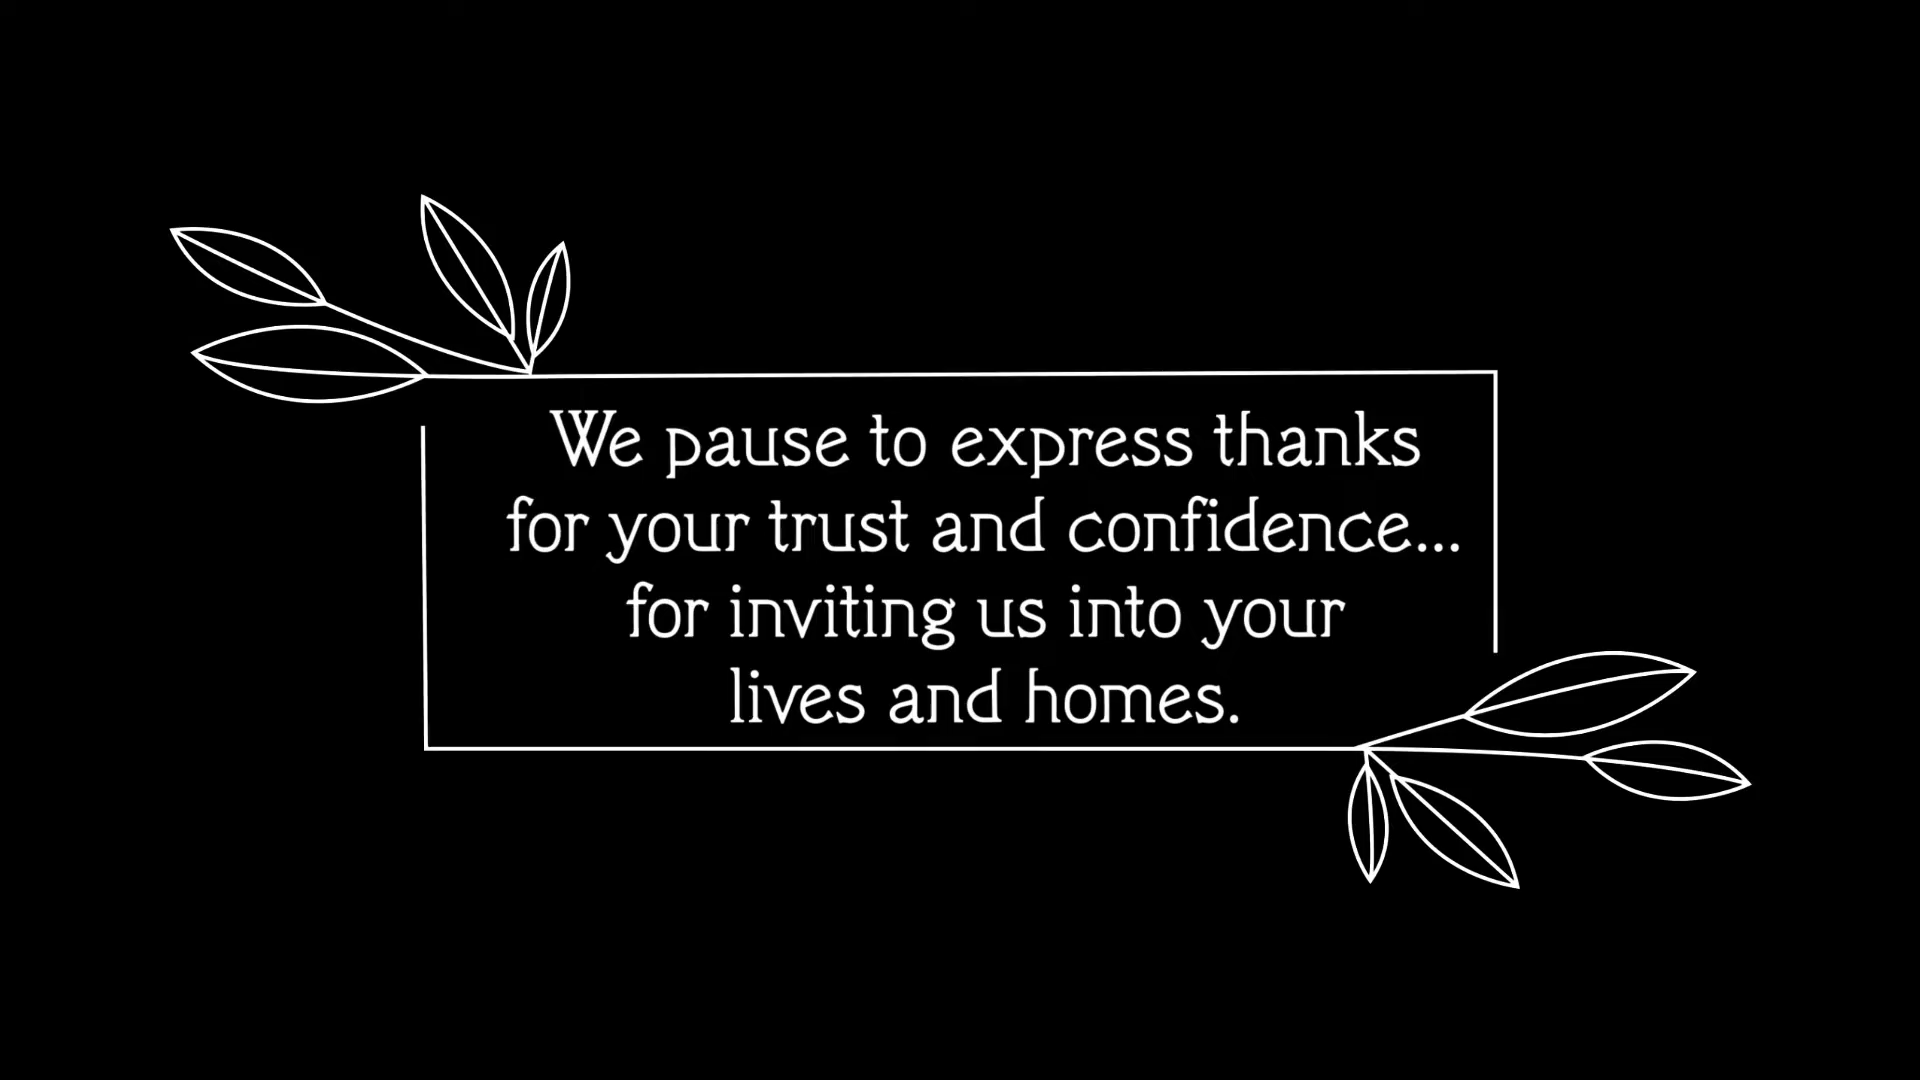 We pause to express thanks
for your trust and confidence...
for inviting us into your
lives and homes.